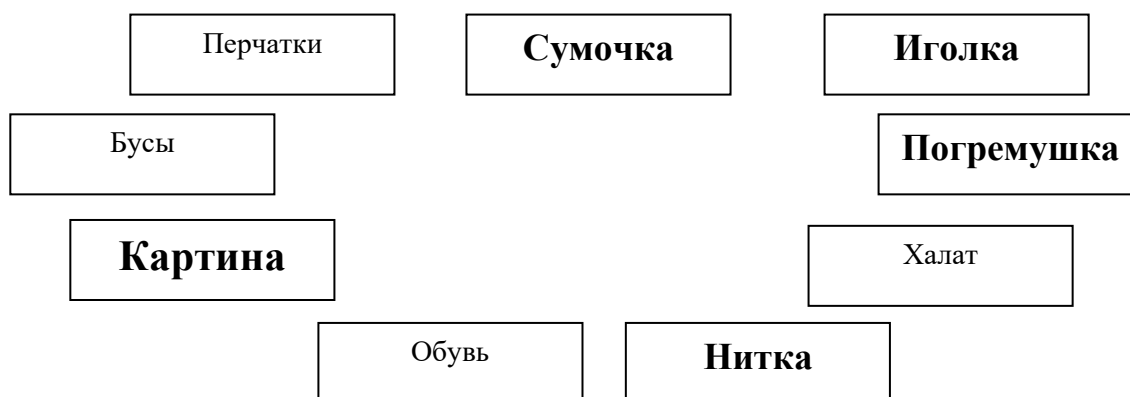 Перчатки
Сумочка
Иголка
Бусы
Погремушка
Картина
Халат
Обувь
Нитка